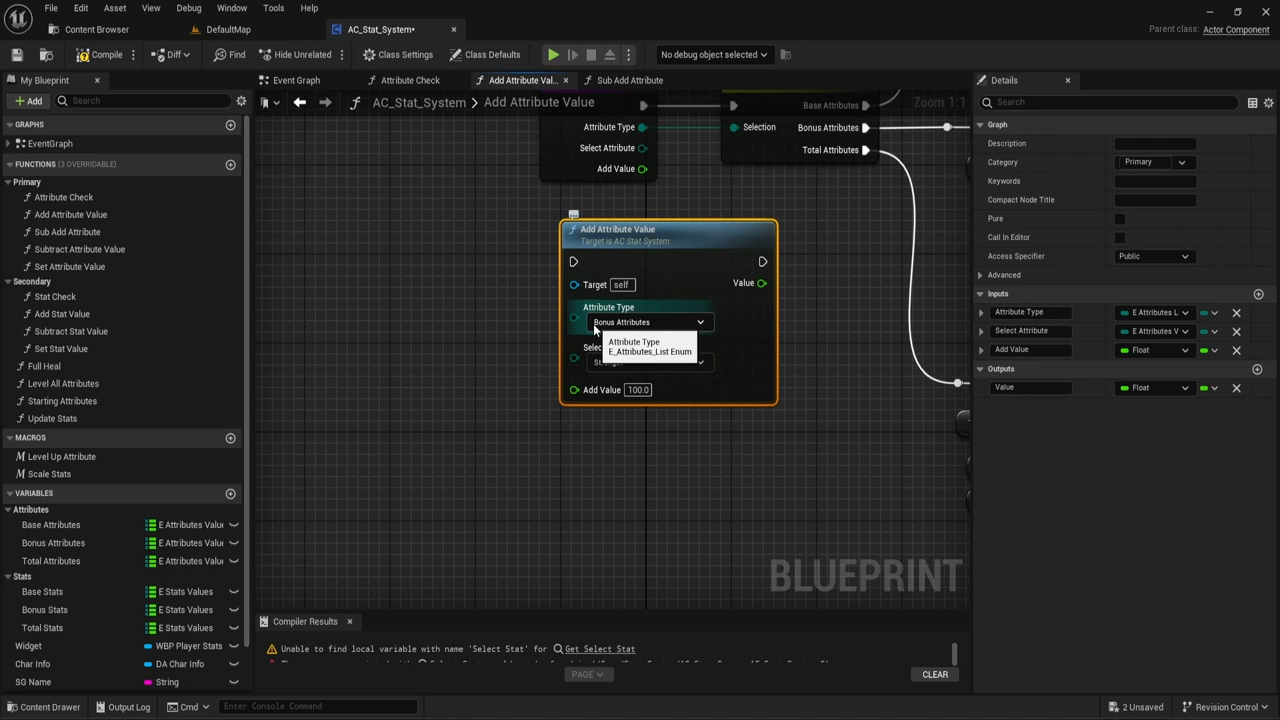 File Edit Asset View Debug Window Tools Help
Content Browser
DefaultMap
AC_Stat_System*
Parent class: Actor Component
Compile
Diff
Find
Hide Unrelated
Class Settings
Class Defaults
No debug object selected
My Blueprint
Event Graph
Attribute Check
Add Attribute Val...
Sub Add Attribute
Details
Add
Search
AC_Stat_System > Add Attribute Value
Zoom 1:1
Search
GRAPHS
EventGraph
FUNCTIONS (3 OVERRIDABLE)
Primary
Attribute Check
Add Attribute Value
Sub Add Attribute
Subtract Attribute Value
Set Attribute Value
Secondary
Stat Check
Add Stat Value
Subtract Stat Value
Set Stat Value
Full Heal
Level All Attributes
Starting Attributes
Update Stats
MACROS
Level Up Attribute
Scale Stats
VARIABLES
Attributes
Base Attributes E Attributes Valu
Bonus Attributes E Attributes Valu
Total Attributes E Attributes Valu
Stats
Base Stats E Stats Values
Bonus Stats E Stats Values
Total Stats E Stats Values
Widget WBP Player Stats
Char Info DA Char Info
SG Name String
Attribute Type
Select Attribute
Add Value
Selection
Base Attributes
Bonus Attributes
Total Attributes
Add Attribute Value
Target is AC Stat System
Target self
Value
Attribute Type
Bonus Attributes
Attribute Type
E_Attributes_List Enum
Add Value 100.0
BLUEPRINT
Graph
Description
Category Primary
Keywords
Compact Node Title
Pure
Call In Editor
Access Specifier Public
Advanced
Inputs
Attribute Type E Attributes L
Select Attribute E Attributes V
Add Value Float
Outputs
Value Float
Compiler Results
Unable to find local variable with name 'Select Stat' for Get Select Stat
PAGE
CLEAR
Content Drawer
Output Log
Cmd
Enter Console Command
2 Unsaved
Revision Control